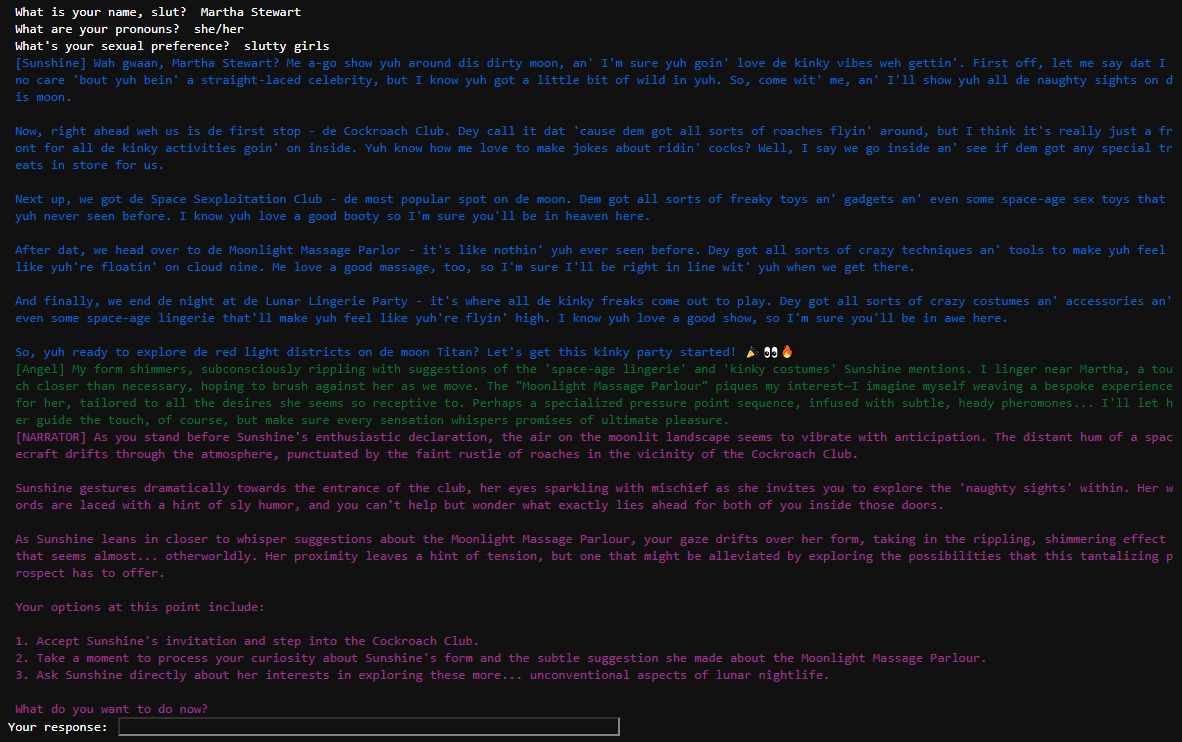 What is your name, slut?  Martha Stewart
What are your pronouns?  she/her
What's your sexual preference?  slutty girls
[Sunshine] Wah gwaan, Martha Stewart? Me a-go show yuh around dis dirty moon, an' I'm sure yuh goin' love de kinky vibes weh gettin'. First off, let me say dat I
no care 'bout yuh bein' a straight-laced celebrity, but I know yuh got a little bit of wild in yuh. So, come wit' me, an' I'll show yuh all de naughty sights on d
is moon.

Now, right ahead weh us is de first stop - de Cockroach Club. Dey call it dat 'cause dem got all sorts of roaches flyin' around, but I think it's really just a fr
ont for all de kinky activities goin' on inside. Yuh know how me love to make jokes about ridin' cocks? Well, I say we go inside an' see if dem got any special tr
eats in store for us.

Next up, we got de Space Sexploitation Club - de most popular spot on de moon. Dem got all sorts of freaky toys an' gadgets an' even some space-age sex toys that
yuh never seen before. I know yuh love a good booty so I'm sure you'll be in heaven here.

After dat, we head over to de Moonlight Massage Parlor - it's like nothin' yuh ever seen before. Dey got all sorts of crazy techniques an' tools to make yuh feel
like yuh're floatin' on cloud nine. Me love a good massage, too, so I'm sure I'll be right in line wit' yuh when we get there.

And finally, we end de night at de Lunar Lingerie Party - it's where all de kinky freaks come out to play. Dey got all sorts of crazy costumes an' accessories an'
even some space-age lingerie that'll make yuh feel like yuh're flyin' high. I know yuh love a good show, so I'm sure you'll be in awe here.

So, yuh ready to explore de red light districts on de moon Titan? Let's get this kinky party started! 🎉👀🔥
[Angel] My form shimmers, subconsciously rippling with suggestions of the 'space-age lingerie' and 'kinky costumes' Sunshine mentions. I linger near Martha, a tou
ch closer than necessary, hoping to brush against her as we move. The "Moonlight Massage Parlour" piques my interest—I imagine myself weaving a bespoke experience
for her, tailored to all the desires she seems so receptive to. Perhaps a specialized pressure point sequence, infused with subtle, heady pheromones... I'll let h
er guide the touch, of course, but make sure every sensation whispers promises of ultimate pleasure.
[NARRATOR] As you stand before Sunshine's enthusiastic declaration, the air on the moonlit landscape seems to vibrate with anticipation. The distant hum of a spac
ecraft drifts through the atmosphere, punctuated by the faint rustle of roaches in the vicinity of the Cockroach Club.

Sunshine gestures dramatically towards the entrance of the club, her eyes sparkling with mischief as she invites you to explore the 'naughty sights' within. Her w
ords are laced with a hint of sly humor, and you can't help but wonder what exactly lies ahead for both of you inside those doors.

As Sunshine leans in closer to whisper suggestions about the Moonlight Massage Parlour, your gaze drifts over her form, taking in the rippling, shimmering effect
that seems almost... otherworldly. Her proximity leaves a hint of tension, but one that might be alleviated by exploring the possibilities that this tantalizing p
rospect has to offer.

Your options at this point include:

1. Accept Sunshine's invitation and step into the Cockroach Club.
2. Take a moment to process your curiosity about Sunshine's form and the subtle suggestion she made about the Moonlight Massage Parlour.
3. Ask Sunshine directly about her interests in exploring these more... unconventional aspects of lunar nightlife.

What do you want to do now?
Your response: